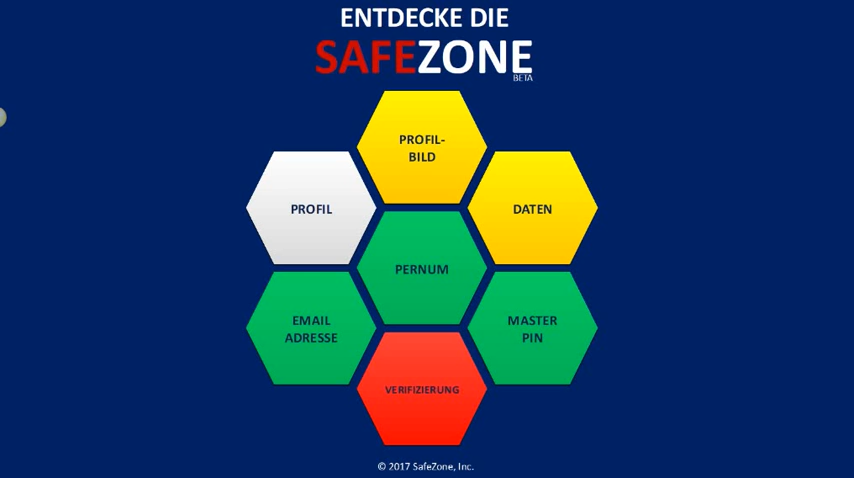 ENTDECKE DIE
SAFEZONE
BETA
PROFIL-
BILD
PROFIL
DATEN
PERNUM
EMAIL
ADRESSE
MASTER
PIN
VERIFIZIERUNG
© 2017 SafeZone, Inc.